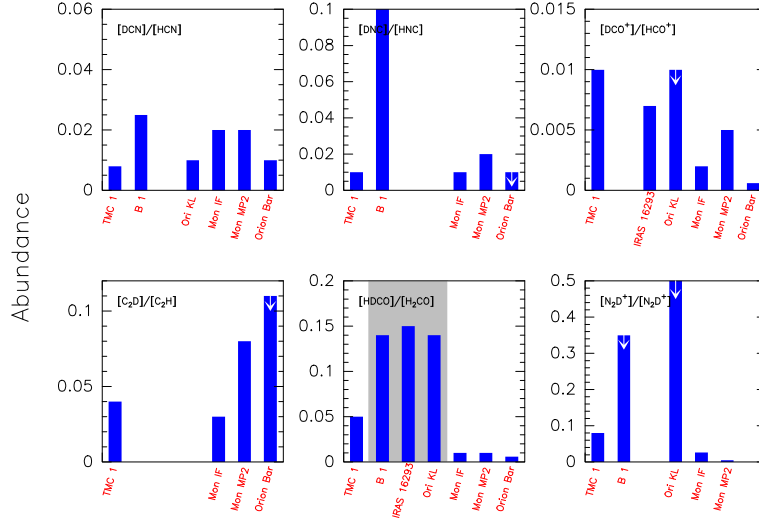 Abundance
[DCN]/[HCN]
0.06
0.04
0.02
0
TMC 1
B 1
Ori KL
Mon IF
Mon MP2
Orion Bar
[DNC]/[HNC]
0.1
0.08
0.06
0.04
0.02
0
TMC 1
B 1
Mon IF
Mon MP2
Orion Bar
[DCO⁺]/[HCO⁺]
0.015
0.01
0.005
0
TMC 1
IRAS 16293
Ori KL
Mon IF
Mon MP2
Orion Bar
[C₂D]/[C₂H]
0.1
0.05
0
TMC 1
Mon IF
Mon MP2
Orion Bar
[HDCO]/[H₂CO]
0.2
0.15
0.1
0.05
0
TMC 1
B 1
IRAS 16293
Ori KL
Mon IF
Mon MP2
Orion Bar
[N₂D⁺]/[N₂D⁺]
0.5
0.4
0.3
0.2
0.1
0
TMC 1
B 1
Ori KL
Mon IF
Mon MP2